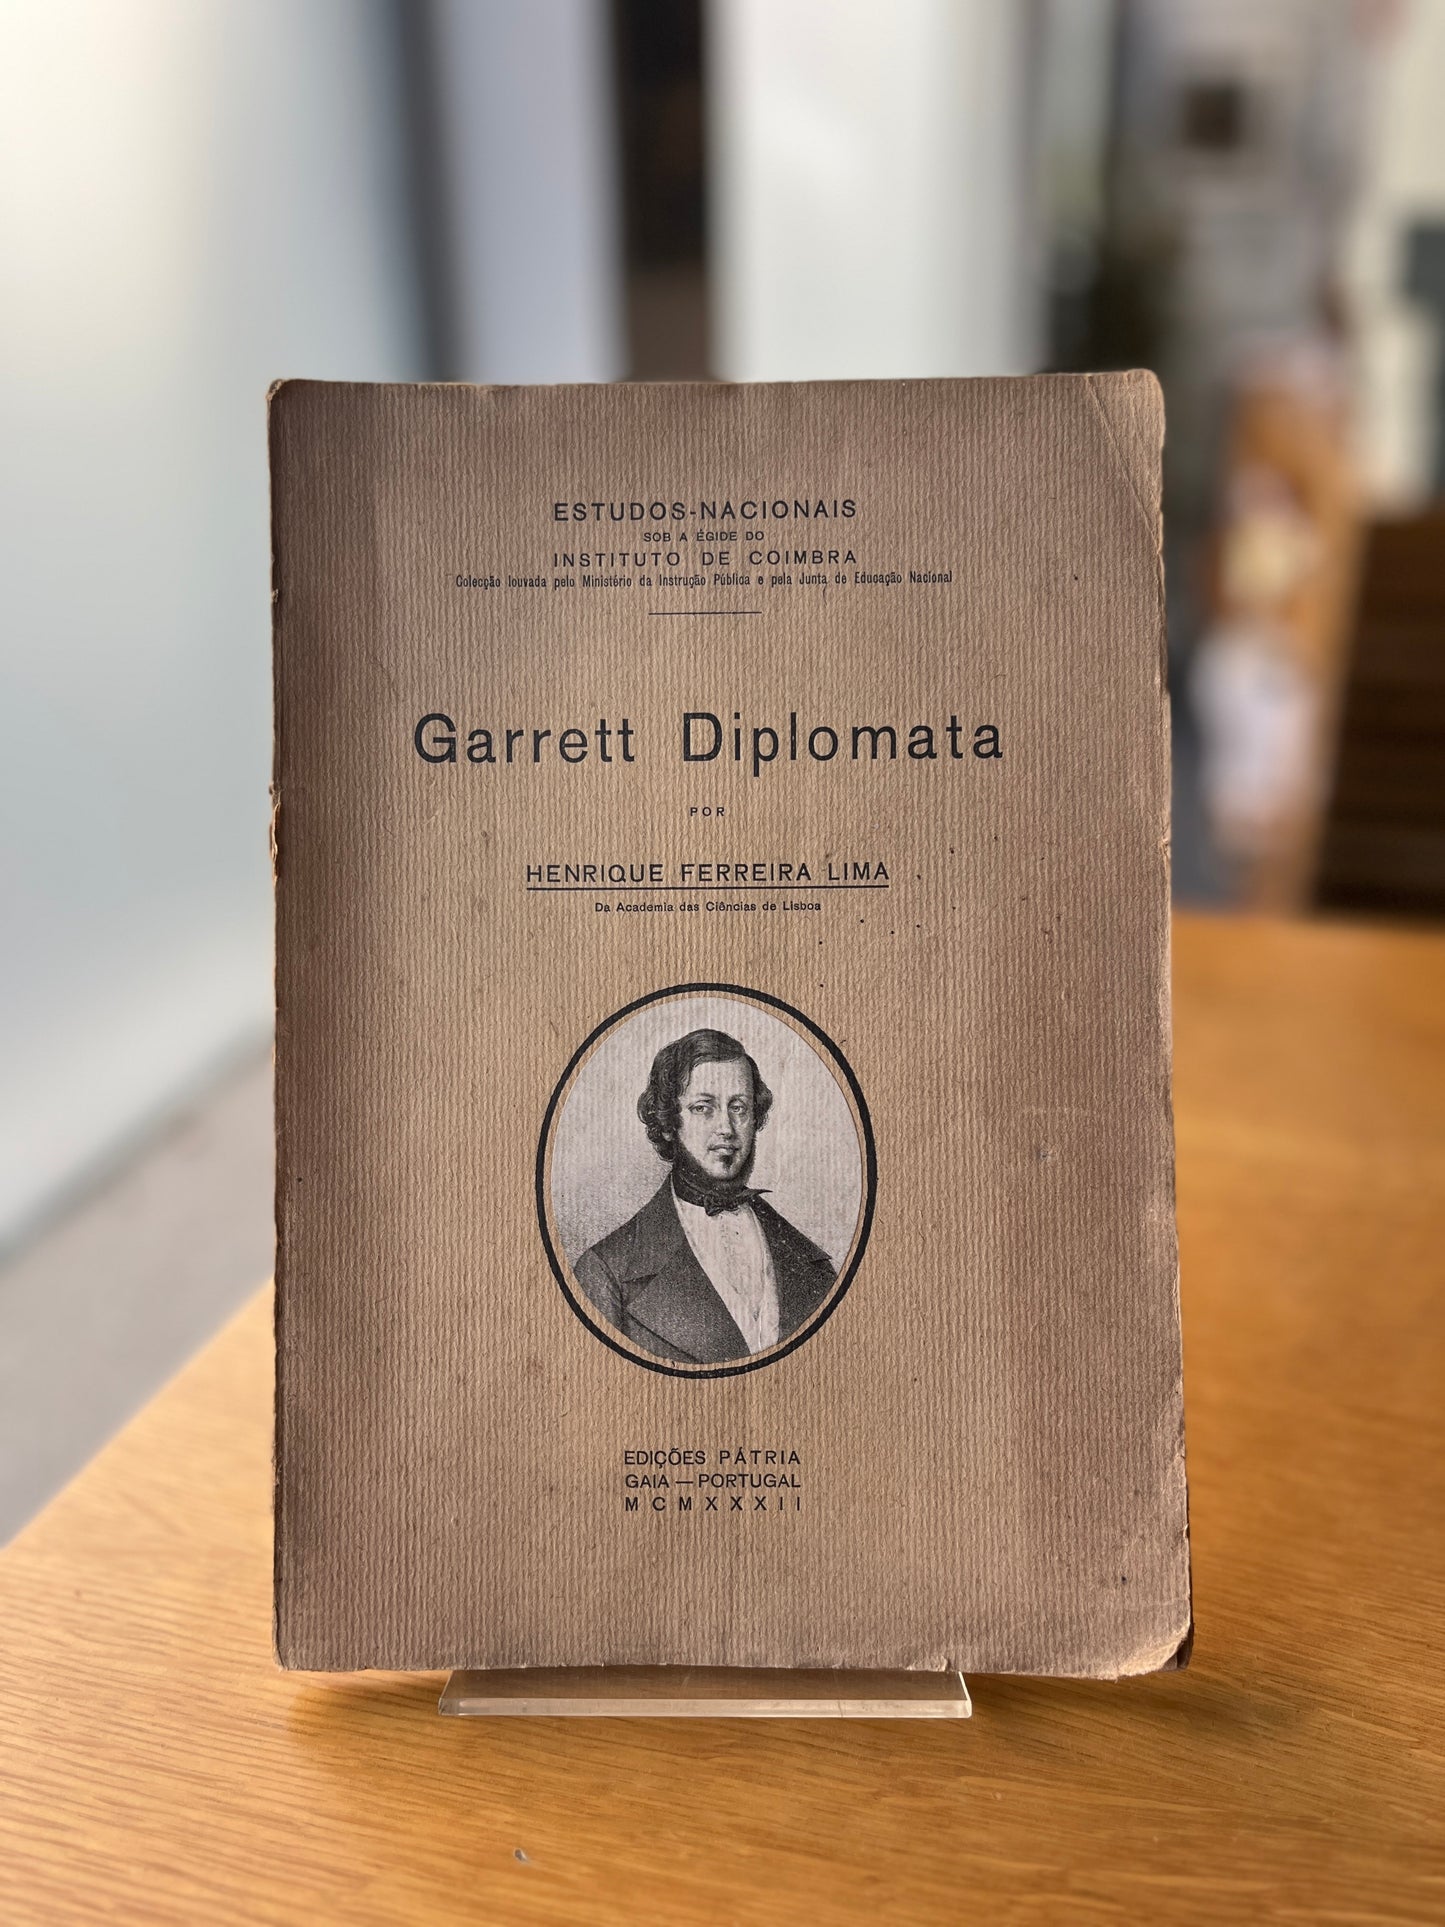 ESTUDOS-NACIONAIS
SOB A ÉGIDE DO
INSTITUTO DE COIMBRA
Colecção louvada pelo Ministério da Instrução Pública e pela Junta de Educação Nacional
Garrett Diplomata
POR
HENRIQUE FERREIRA LIMA
Da Academia das Ciências de Lisboa
EDIÇÕES PÁTRIA
GAIA — PORTUGAL
MCMXXXII